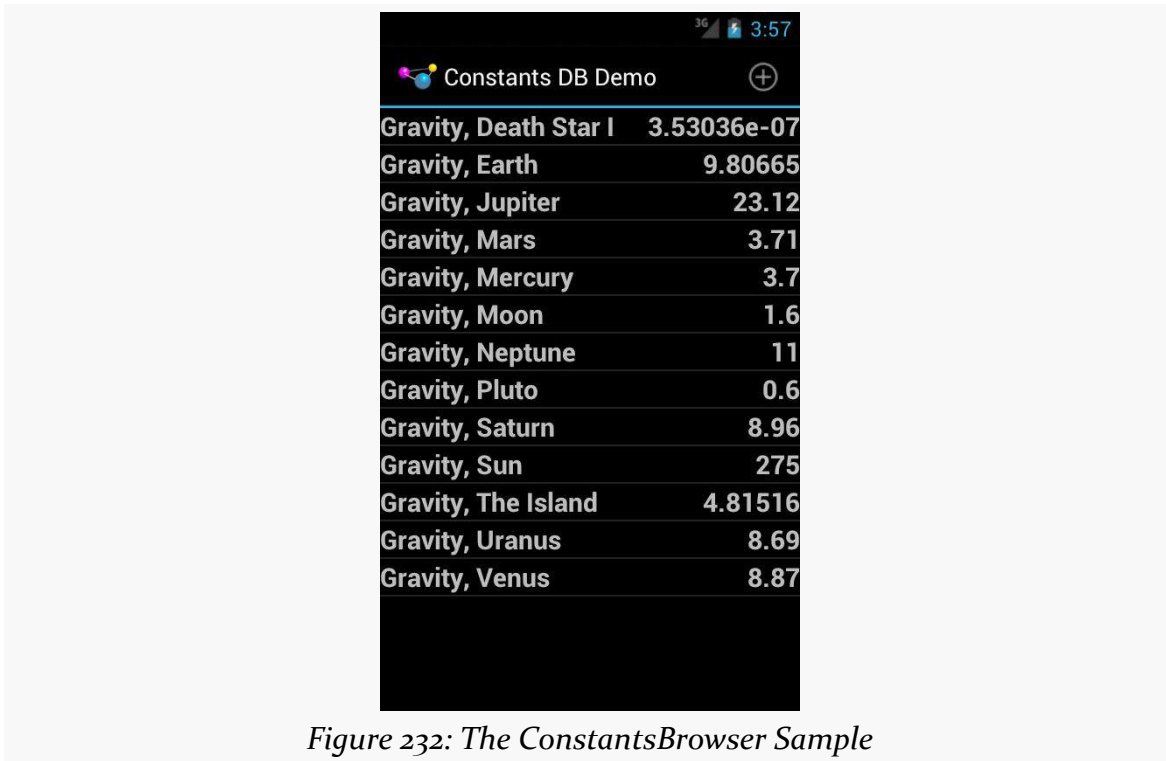 3G 3:57
Constants DB Demo
Gravity, Death Star I 3.53036e-07
Gravity, Earth 9.80665
Gravity, Jupiter 23.12
Gravity, Mars 3.71
Gravity, Mercury 3.7
Gravity, Moon 1.6
Gravity, Neptune 11
Gravity, Pluto 0.6
Gravity, Saturn 8.96
Gravity, Sun 275
Gravity, The Island 4.81516
Gravity, Uranus 8.69
Gravity, Venus 8.87
Figure 232: The ConstantsBrowser Sample